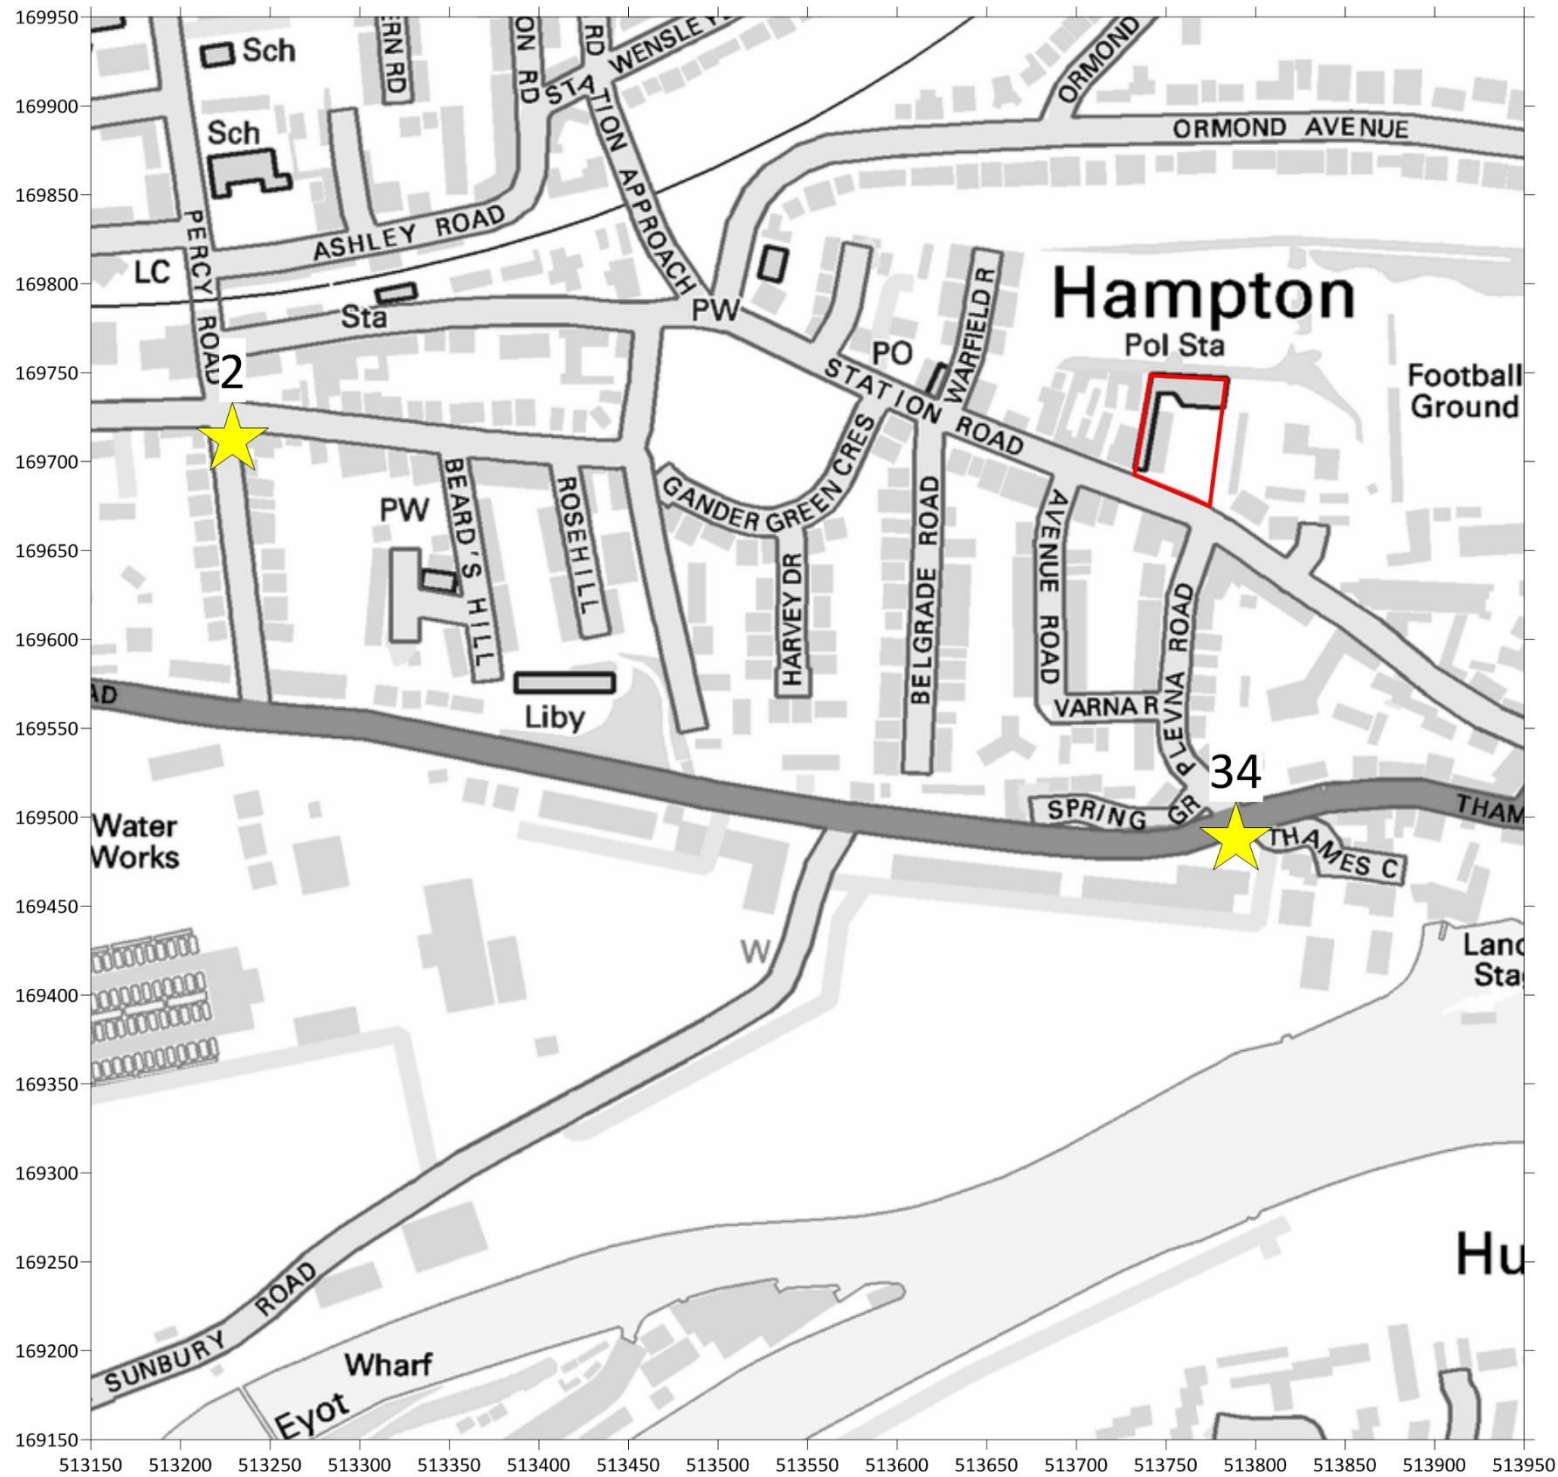 169950
169900
169850
169800
169750
169700
169650
169600
169550
169500
169450
169400
169350
169300
169250
169200
169150
513150
513200
513250
513300
513350
513400
513450
513500
513550
513600
513650
513700
513750
513800
513850
513900
513950
Sch
ERN RD
ON RD
RD
WENSLEY
STATION APPROACH
ORMOND
ORMOND AVENUE
Sch
PERCY ROAD
ASHLEY ROAD
LC
Sta
PW
Hampton
Pol Sta
PO
WARFIELD R
STATION ROAD
Football
Ground
2
BEARD'S HILL
ROSEHILL
PW
GANDER GREEN CRES
HARVEY DR
BELGRADE ROAD
AVENUE ROAD
PLEVNA ROAD
VARNA R
AD
Liby
34
SPRING GR
THAM
THAMES C
Water
Works
W
Land
Sta
Hu
SUNBURY ROAD
Wharf
Eyot